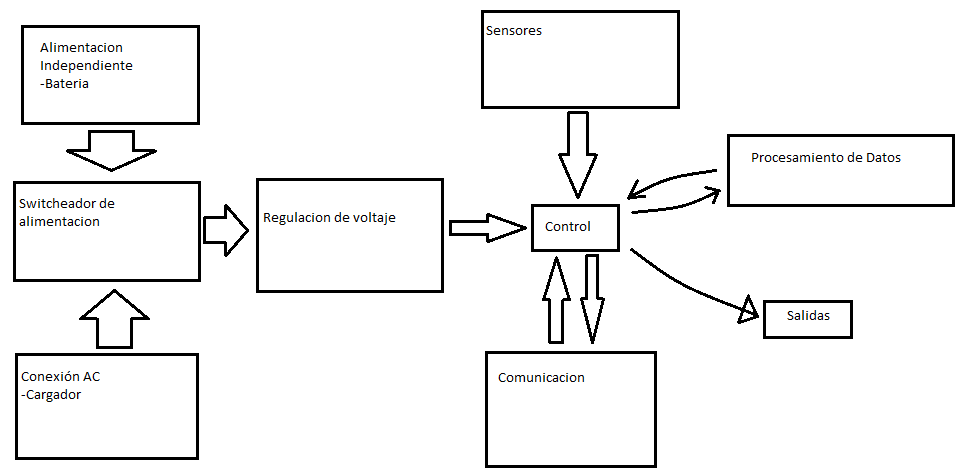 Alimentacion
Independiente
-Bateria
Sensores
Procesamiento de Datos
Switcheador de
alimentacion
Regulacion de voltaje
Control
Salidas
Conexión AC
-Cargador
Comunicacion